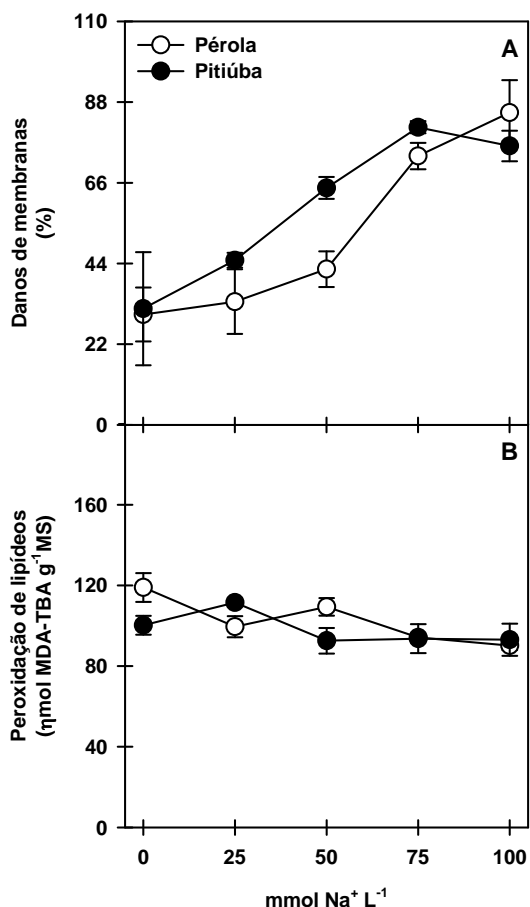 110
A
Pérola
Pitiúba
88
66
44
22
0
Danos de membranas
(%)
B
160
120
80
40
0
Peroxidação de lipídeos
(ηmol MDA-TBA g⁻¹MS)
0 25 50 75 100
mmol Na⁺ L⁻¹